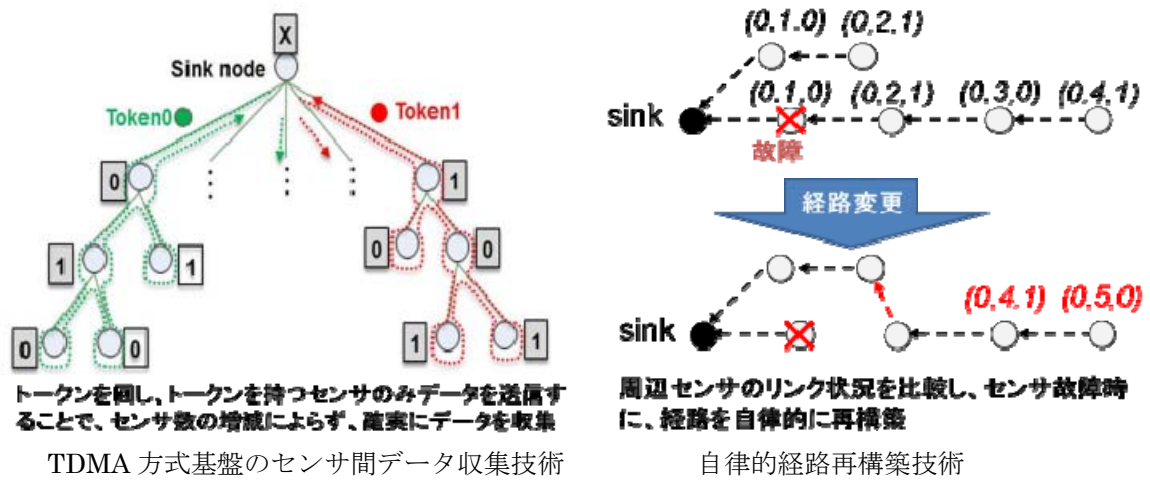 X
Sink node
Token0
Token1
0
1
1
1
0
0
0
0
1
1
トークンを回し、トークンを持つセンサのみデータを送信す
ることで、センサ数の増減によらず、確実にデータを収集
TDMA 方式基盤のセンサ間データ収集技術
(0,1,0) (0,2,1)
(0,1,0) (0,2,1) (0,3,0) (0,4,1)
sink
故障
経路変更
(0,4,1) (0,5,0)
sink
周辺センサのリンク状況を比較し、センサ故障時
に、経路を自律的に再構築
自律的経路再構築技術